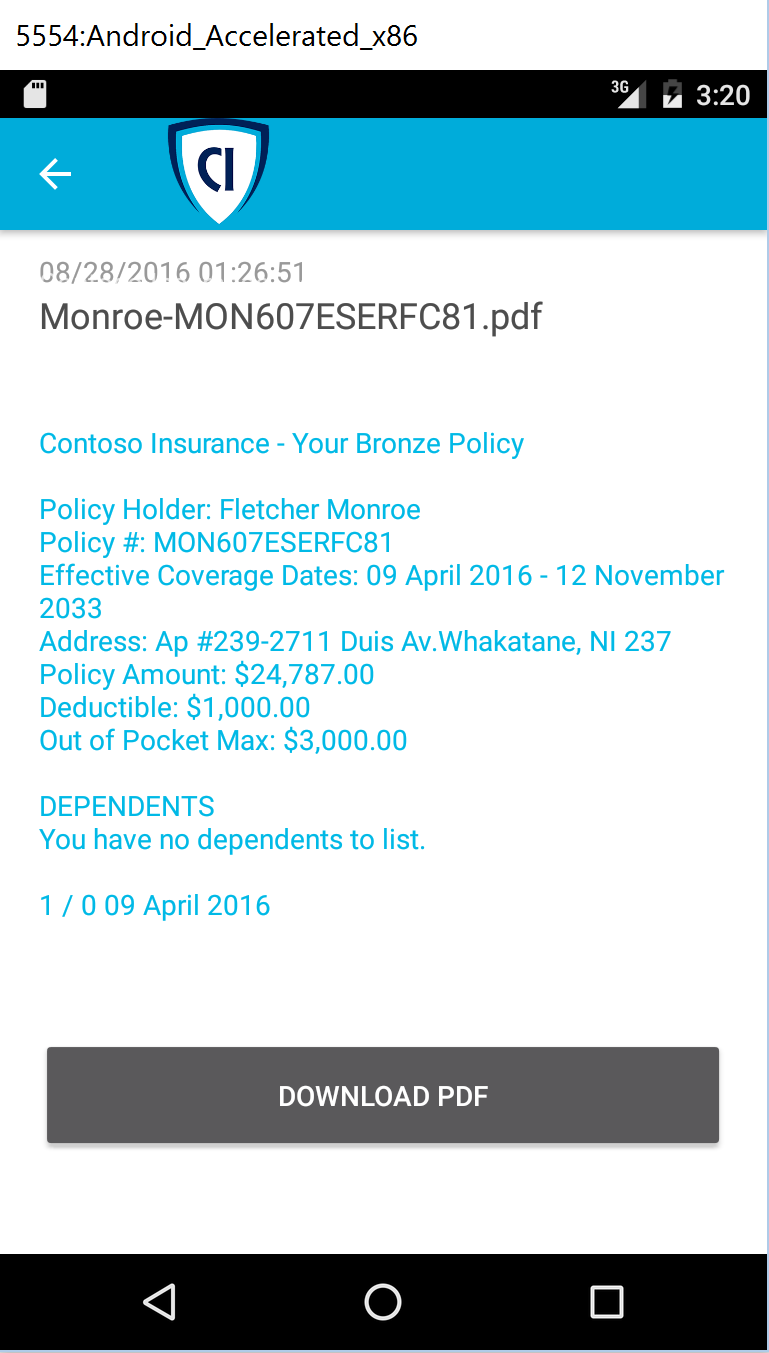 5554:Android_Accelerated_x86
3G 3:20
CI
08/28/2016 01:26:51
Monroe-MON607ESERFC81.pdf
Contoso Insurance - Your Bronze Policy
Policy Holder: Fletcher Monroe
Policy #: MON607ESERFC81
Effective Coverage Dates: 09 April 2016 - 12 November
2033
Address: Ap #239-2711 Duis Av.Whakatane, NI 237
Policy Amount: $24,787.00
Deductible: $1,000.00
Out of Pocket Max: $3,000.00
DEPENDENTS
You have no dependents to list.
1 / 0 09 April 2016
DOWNLOAD PDF